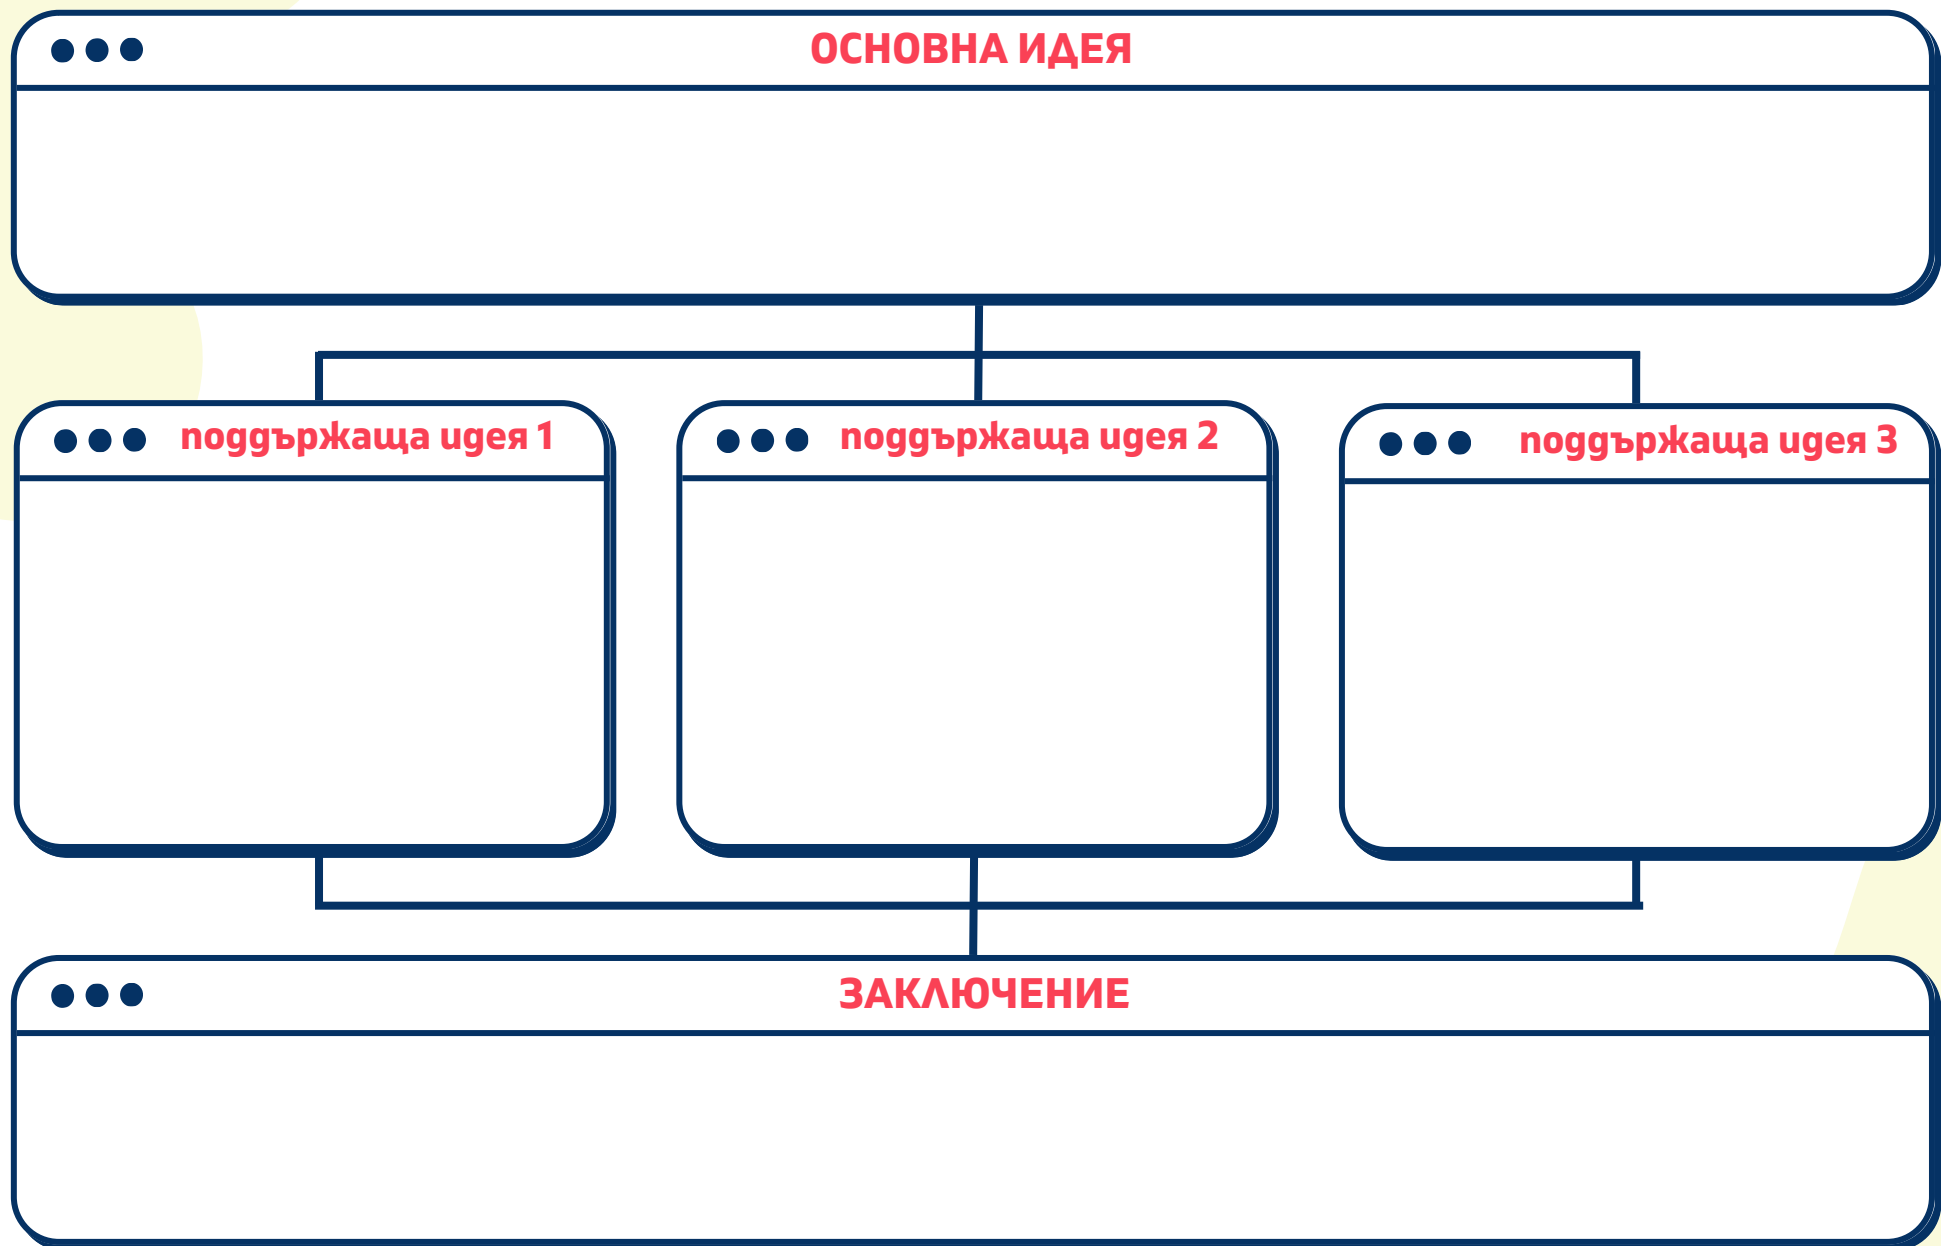 ОСНОВНА ИДЕЯ
поддържаща идея 1
поддържаща идея 2
поддържаща идея 3
ЗАКЛЮЧЕНИЕ